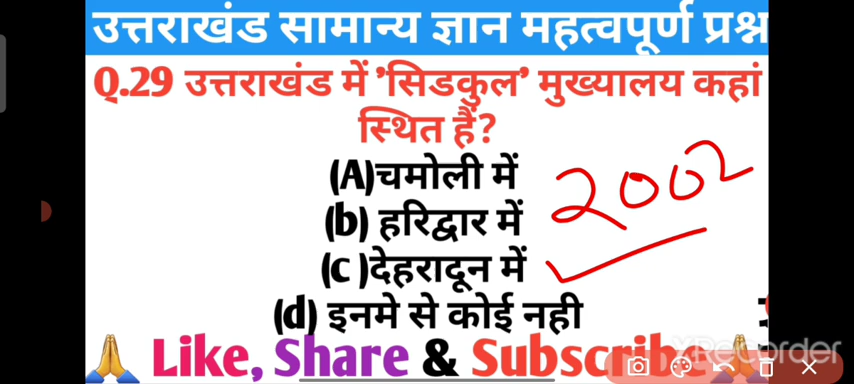 उत्तराखंड सामान्य ज्ञान महत्वपूर्ण प्रश्न
Q.29 उत्तराखंड में 'सिडकुल' मुख्यालय कहां
स्थित हैं?
(A)चमोली में
(b) हरिद्वार में
2002
(c )देहरादून में
(d) इनमे से कोई नही
Like, Share & Subscribe
XRecorder